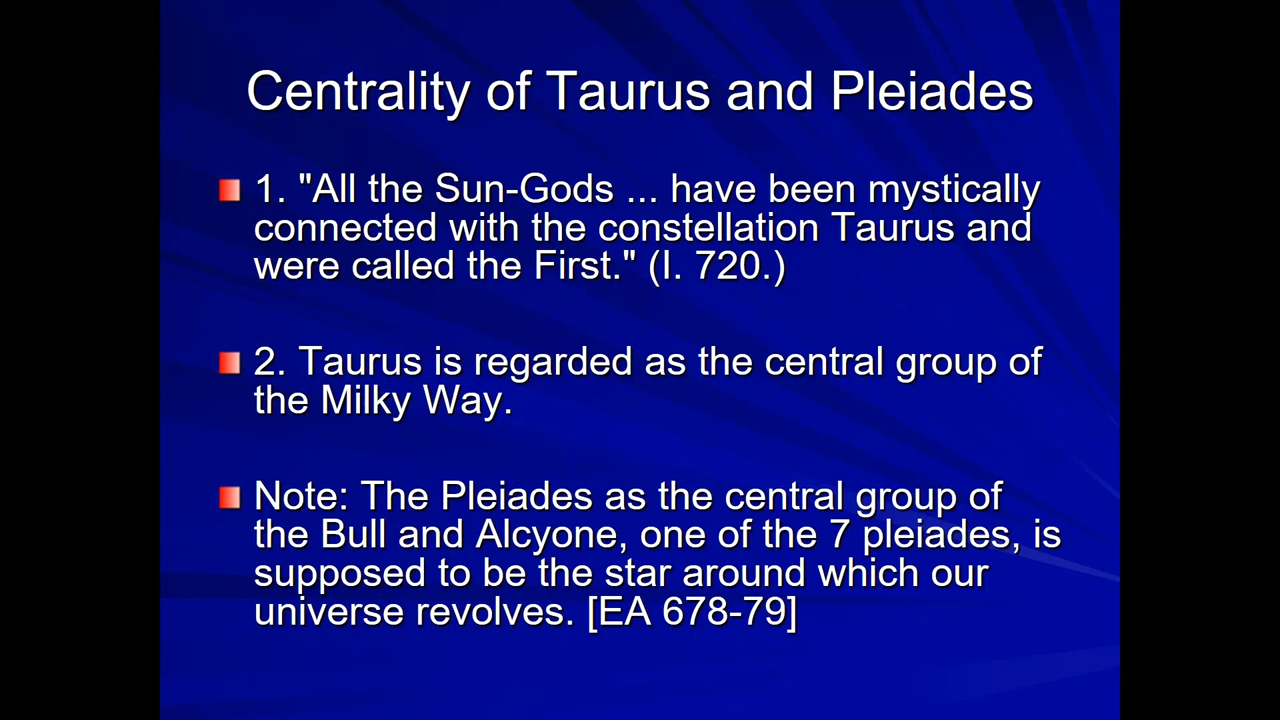 Centrality of Taurus and Pleiades
1. "All the Sun-Gods ... have been mystically
connected with the constellation Taurus and
were called the First." (I. 720.)
2. Taurus is regarded as the central group of
the Milky Way.
Note: The Pleiades as the central group of
the Bull and Alcyone, one of the 7 pleiades, is
supposed to be the star around which our
universe revolves. [EA 678-79]